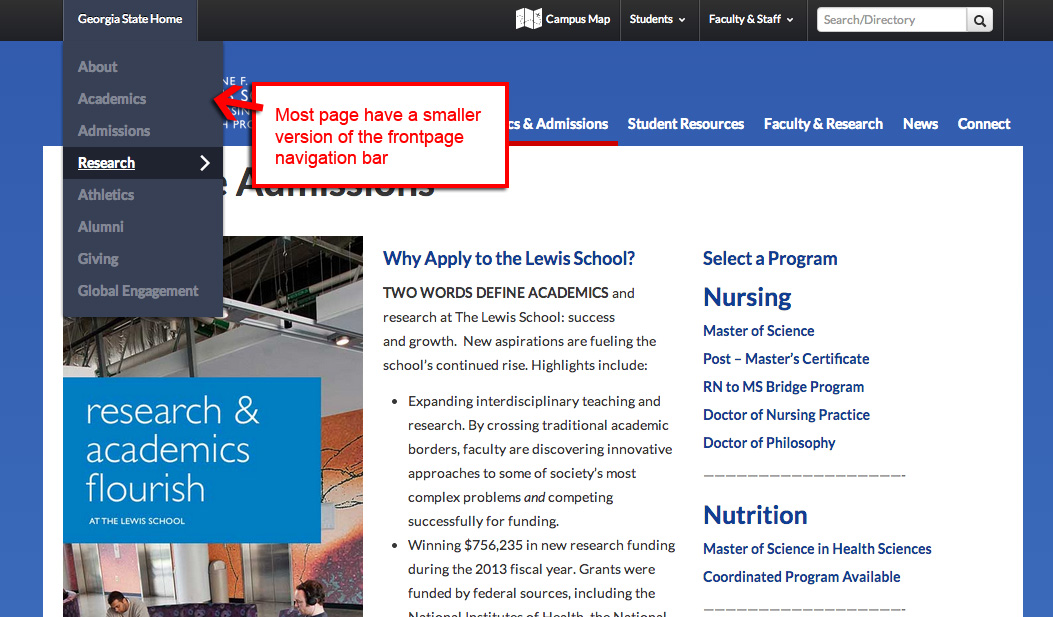 Georgia State Home
Campus Map
Students
Faculty & Staff
Search/Directory
About
Academics
Admissions
Research
Athletics
Alumni
Giving
Global Engagement
NE F.
Most page have a smaller
version of the frontpage
navigation bar
cs & Admissions
Student Resources
Faculty & Research
News
Connect
e Admissions
research &
academics
flourish
AT THE LEWIS SCHOOL
Why Apply to the Lewis School?
TWO WORDS DEFINE ACADEMICS and
research at The Lewis School: success
and growth. New aspirations are fueling the
school's continued rise. Highlights include:
• Expanding interdisciplinary teaching and
research. By crossing traditional academic
borders, faculty are discovering innovative
approaches to some of society's most
complex problems and competing
successfully for funding.
• Winning $756,235 in new research funding
during the 2013 fiscal year. Grants were
funded by federal sources, including the
National Institutes of Health, the National
Select a Program
Nursing
Master of Science
Post – Master's Certificate
RN to MS Bridge Program
Doctor of Nursing Practice
Doctor of Philosophy
——————————————————-
Nutrition
Master of Science in Health Sciences
Coordinated Program Available
——————————————————-